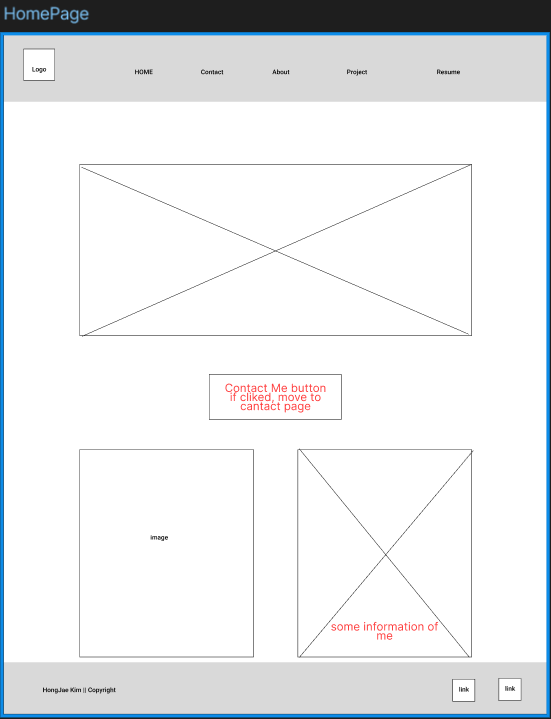 HomePage
Logo
HOME
Contact
About
Project
Resume
Contact Me button
if cliked, move to
cantact page
image
some information of
me
HongJae Kim || Copyright
link
link